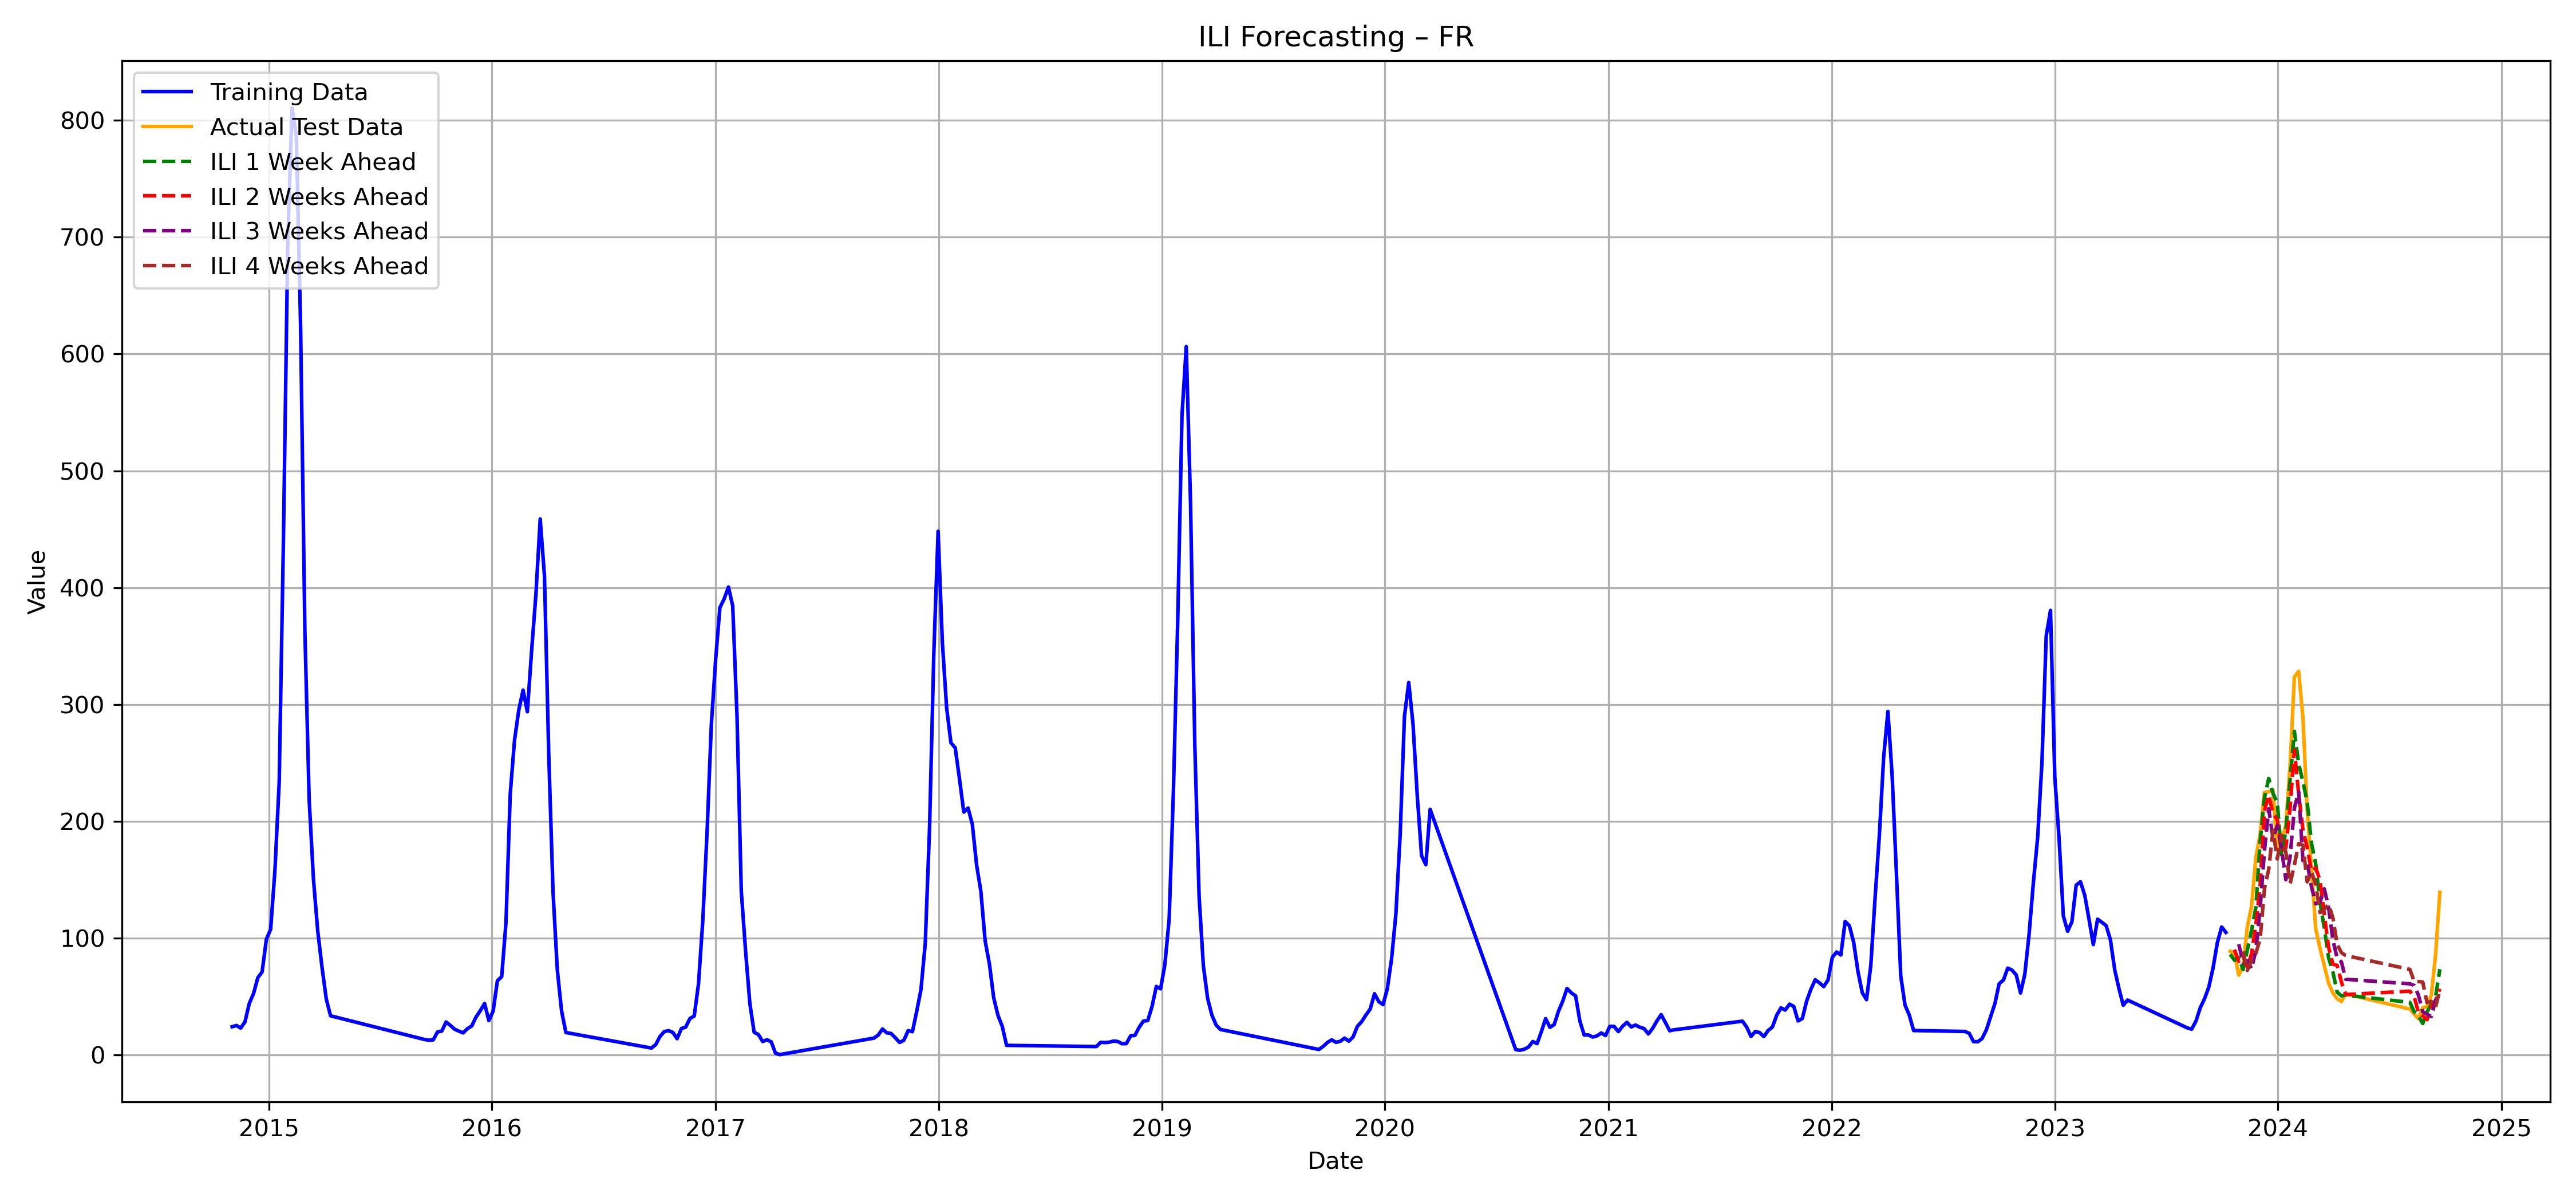 ILI Forecasting – FR
Training Data
Actual Test Data
ILI 1 Week Ahead
ILI 2 Weeks Ahead
ILI 3 Weeks Ahead
ILI 4 Weeks Ahead
800
700
600
500
400
300
200
100
0
Value
2015 2016 2017 2018 2019 2020 2021 2022 2023 2024 2025
Date